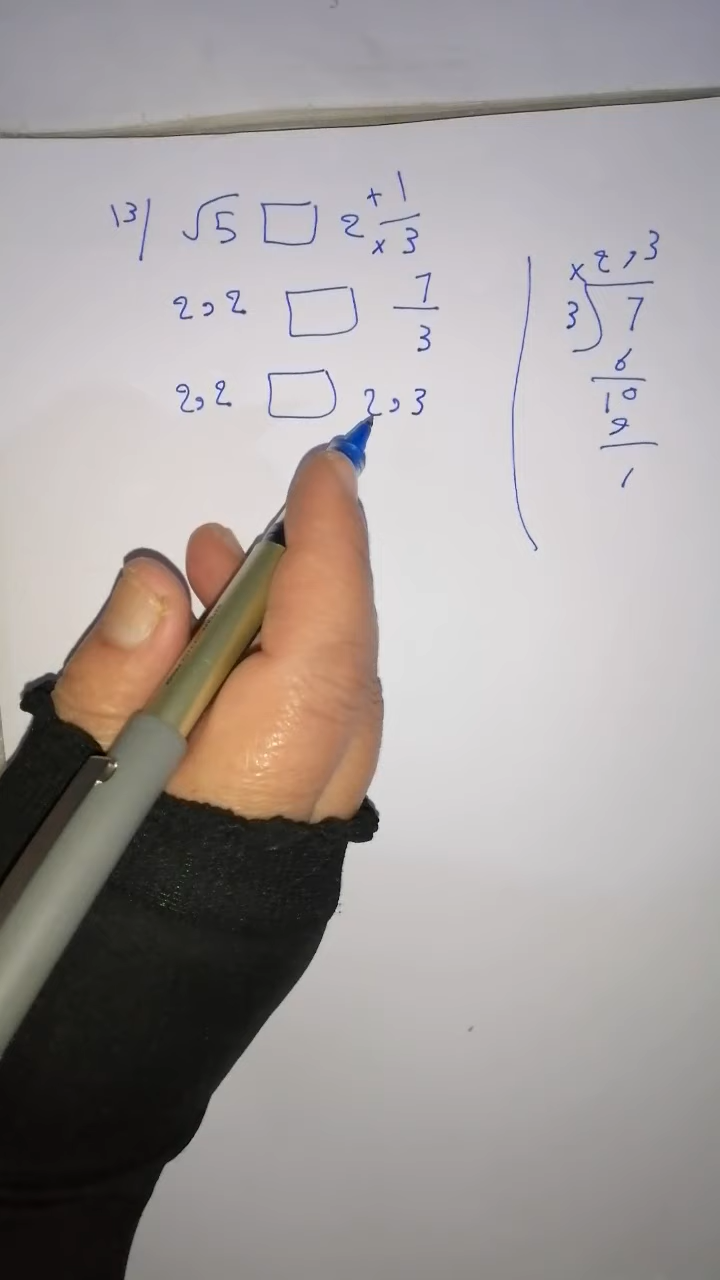 13/ √5 □ 2 + 1/3 ×
2,2 □ 7/3
2,2 □ 2,3
× 2,3
3) 7
6
10
9
1